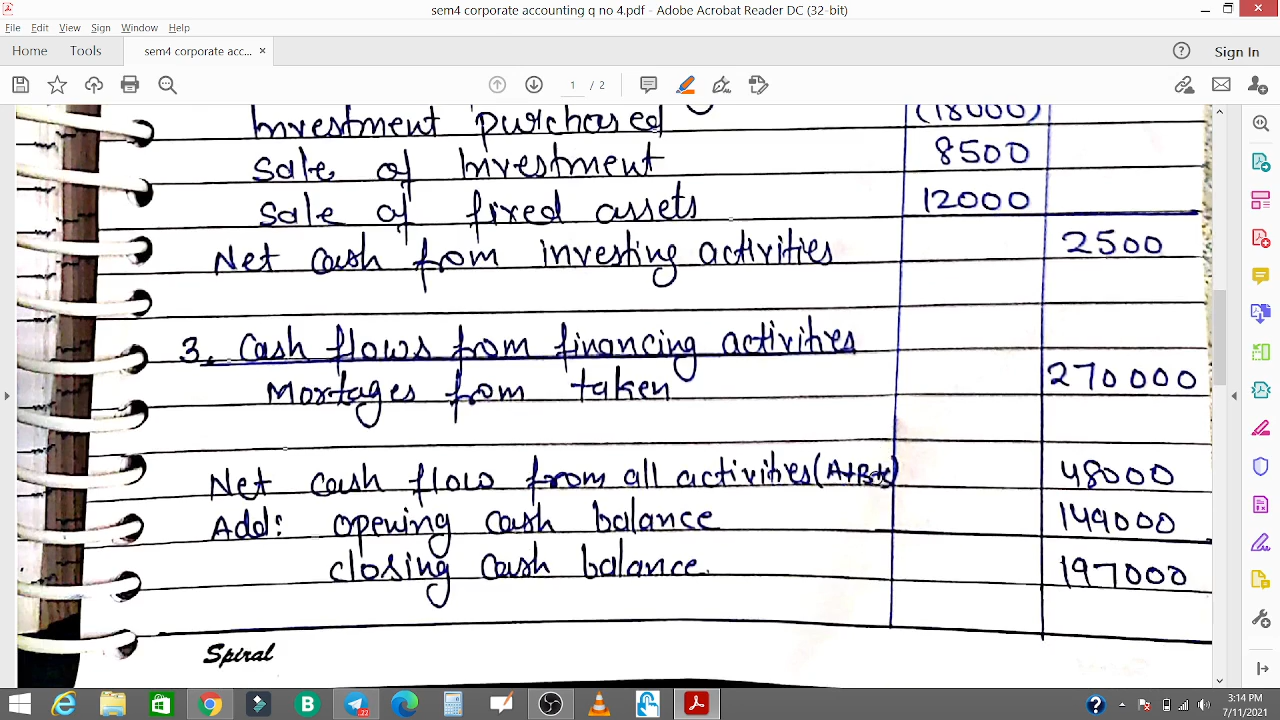 sem4 corporate accounting q no 4.pdf - Adobe Acrobat Reader DC (32-bit)
File Edit View Sign Window Help
Home Tools sem4 corporate acc... × Sign In
1 / 2
Investment purchased (18000)
Sale of Investment 8500
Sale of fixed assets 12000
Net cash from investing activities 2500
3. Cash flows from financing activities
Mortages from taken 270000
Net cash flow from all activities (A+B+C) 48000
Add: opening cash balance 149000
closing cash balance. 197000
Spiral
3:14 PM
7/11/2021